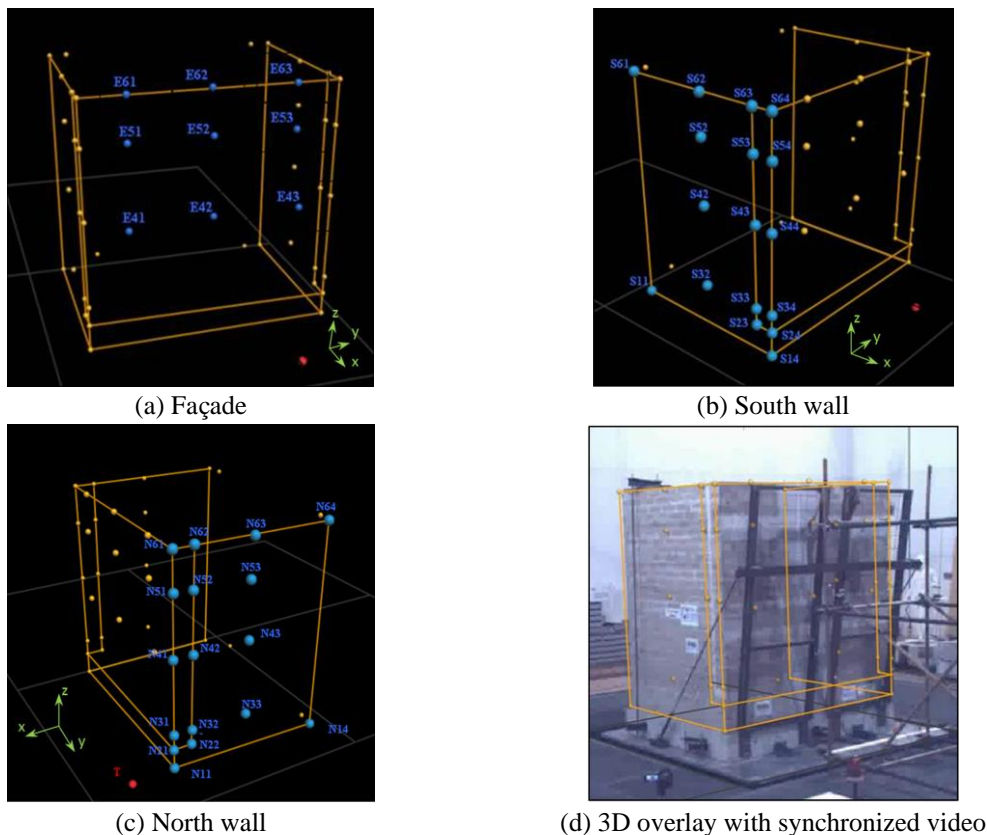 E61 E62 E63
E51 E52 E53
E41 E42 E43
z
y
x
(a) Façade
S61
S62
S63 S64
S52
S53 S54
S42
S43
S44
S32
S11
S33 S34
S23
S24
S14
z
y
x
(b) South wall
N64
N63
N61 N62
N53
N51 N52
N43
N41 N42
N33
N31 N32
N14
N21 N22
N11
z
x
y
T
(c) North wall
(d) 3D overlay with synchronized video